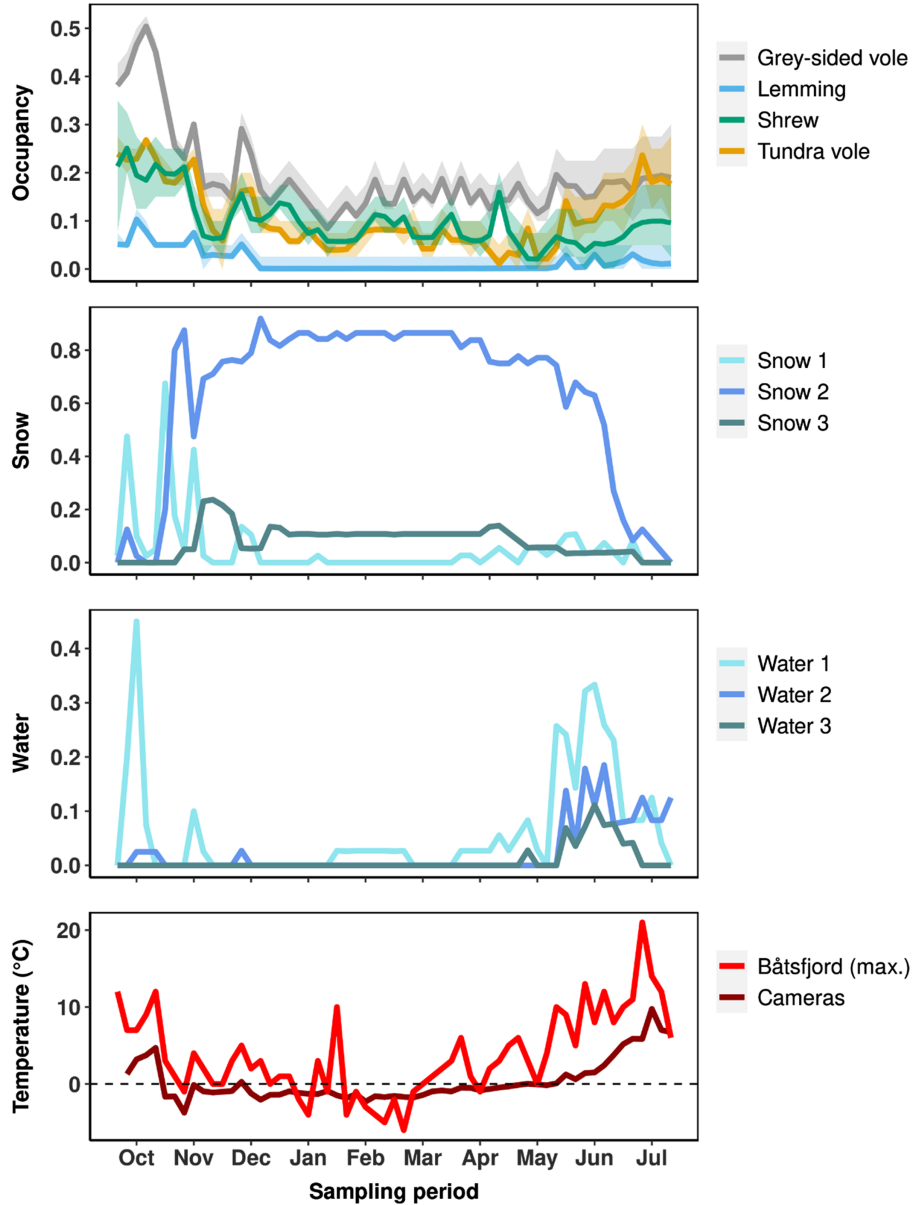 Occupancy
0.5
0.4
0.3
0.2
0.1
0.0
Grey-sided vole
Lemming
Shrew
Tundra vole
Snow
0.8
0.6
0.4
0.2
0.0
Snow 1
Snow 2
Snow 3
Water
0.4
0.3
0.2
0.1
0.0
Water 1
Water 2
Water 3
Temperature (°C)
20
10
0
Båtsfjord (max.)
Cameras
Oct Nov Dec Jan Feb Mar Apr May Jun Jul
Sampling period